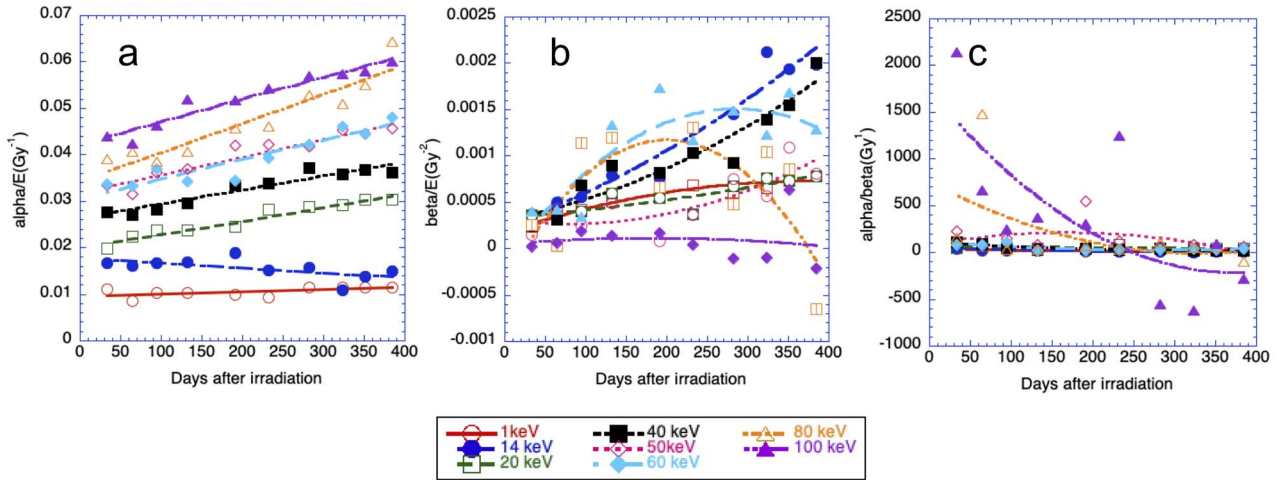 a
0.07
0.06
0.05
0.04
0.03
0.02
0.01
0
alpha/E(Gy⁻¹)
0 50 100 150 200 250 300 350 400
Days after irradiation
b
0.0025
0.002
0.0015
0.001
0.0005
0
-0.0005
-0.001
beta/E(Gy⁻²)
0 50 100 150 200 250 300 350 400
Days after irradiation
c
2500
2000
1500
1000
500
0
-500
-1000
alpha/beta(Gy¹)
0 50 100 150 200 250 300 350 400
Days after irradiation
1keV 40 keV 80 keV
14 keV 50keV 100 keV
20 keV 60 keV